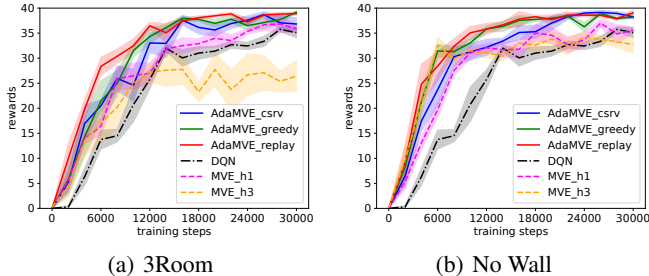 40
35
30
25
20
15
10
5
0
rewards
AdaMVE_csrv
AdaMVE_greedy
AdaMVE_replay
DQN
MVE_h1
MVE_h3
0 6000 12000 18000 24000 30000
training steps
(a) 3Room
40
35
30
25
20
15
10
5
0
rewards
AdaMVE_csrv
AdaMVE_greedy
AdaMVE_replay
DQN
MVE_h1
MVE_h3
0 6000 12000 18000 24000 30000
training steps
(b) No Wall